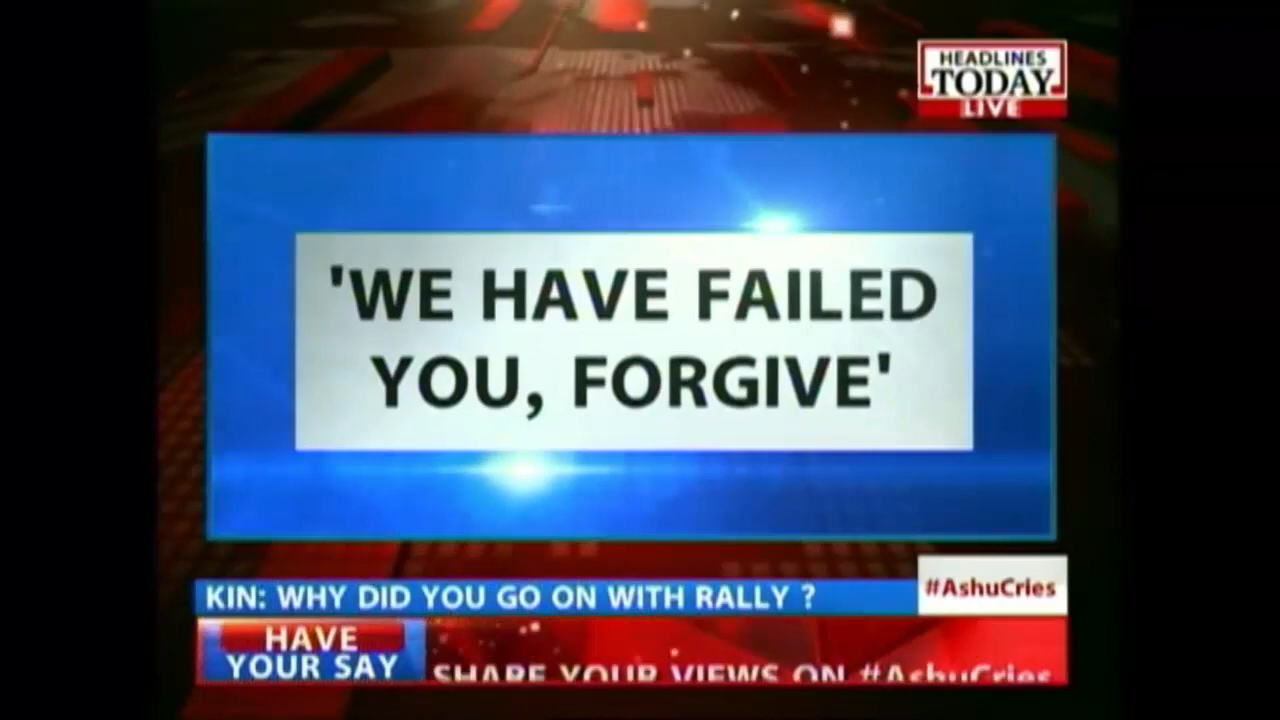 HEADLINES
TODAY
LIVE
'WE HAVE FAILED
YOU, FORGIVE'
KIN: WHY DID YOU GO ON WITH RALLY ?
#AshuCries
HAVE
YOUR SAY
SHARE YOUR VIEWS ON #AshuCries